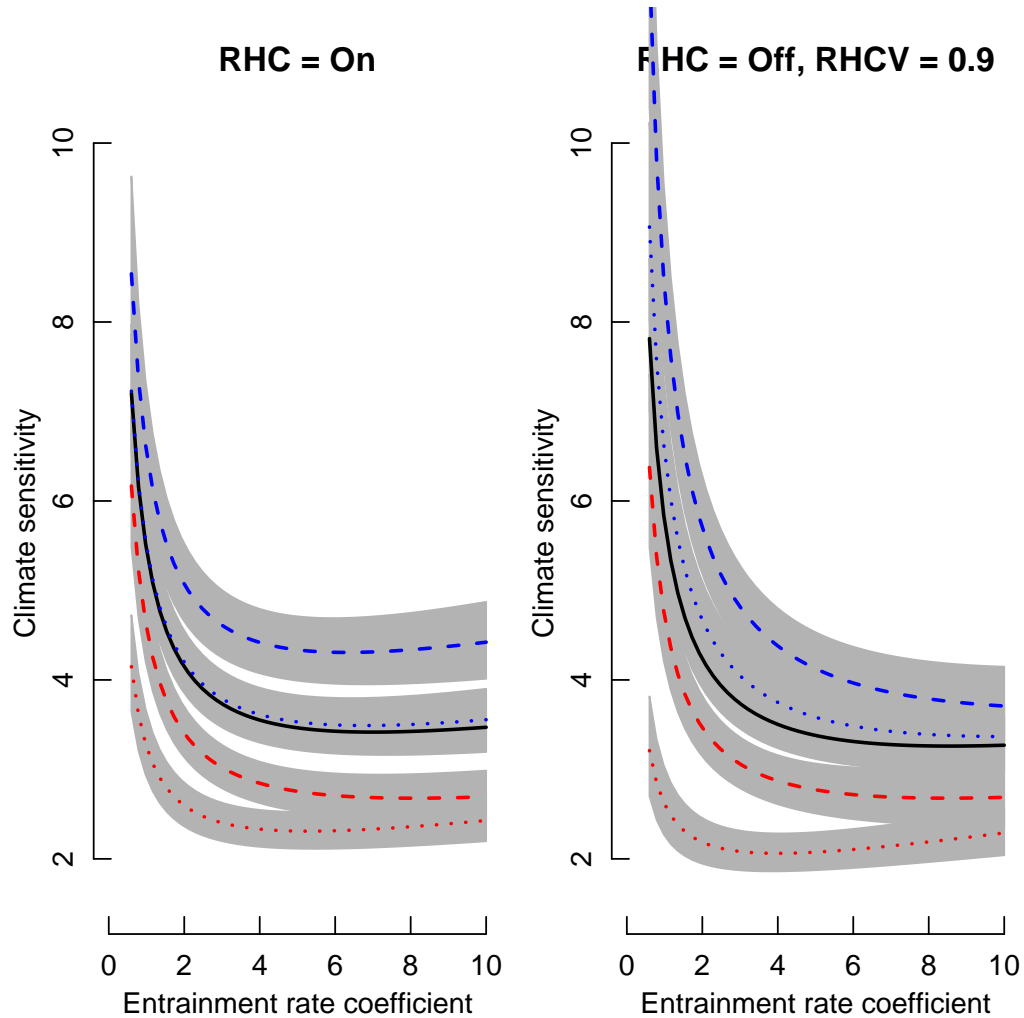 RHC = On
10
8
6
4
2
Climate sensitivity
0 2 4 6 8 10
Entrainment rate coefficient
RHC = Off, RHCV = 0.9
10
8
6
4
2
Climate sensitivity
0 2 4 6 8 10
Entrainment rate coefficient